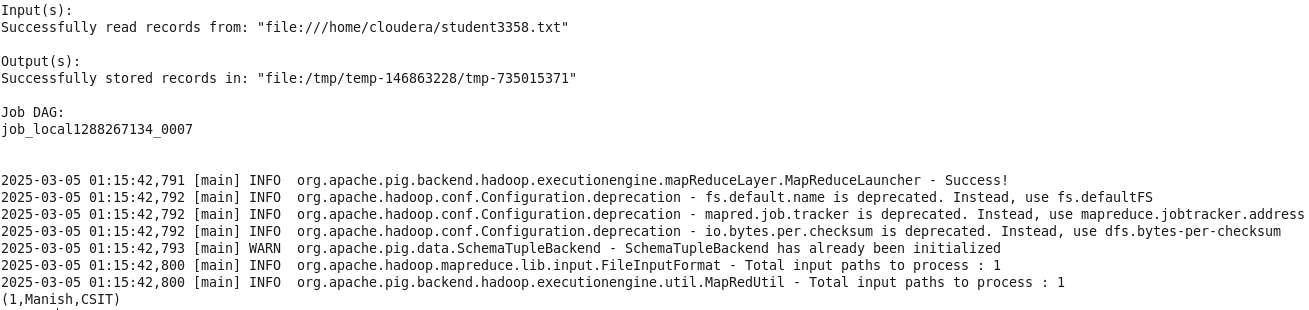 Input(s):
Successfully read records from: "file:///home/cloudera/student3358.txt"
Output(s):
Successfully stored records in: "file:/tmp/temp-146863228/tmp-735015371"
Job DAG:
job_local1288267134_0007
2025-03-05 01:15:42,791 [main] INFO  org.apache.pig.backend.hadoop.executionengine.mapReduceLayer.MapReduceLauncher - Success!
2025-03-05 01:15:42,792 [main] INFO  org.apache.hadoop.conf.Configuration.deprecation - fs.default.name is deprecated. Instead, use fs.defaultFS
2025-03-05 01:15:42,792 [main] INFO  org.apache.hadoop.conf.Configuration.deprecation - mapred.job.tracker is deprecated. Instead, use mapreduce.jobtracker.address
2025-03-05 01:15:42,792 [main] INFO  org.apache.hadoop.conf.Configuration.deprecation - io.bytes.per.checksum is deprecated. Instead, use dfs.bytes-per-checksum
2025-03-05 01:15:42,793 [main] WARN  org.apache.pig.data.SchemaTupleBackend - SchemaTupleBackend has already been initialized
2025-03-05 01:15:42,800 [main] INFO  org.apache.hadoop.mapreduce.lib.input.FileInputFormat - Total input paths to process : 1
2025-03-05 01:15:42,800 [main] INFO  org.apache.pig.backend.hadoop.executionengine.util.MapRedUtil - Total input paths to process : 1
(1,Manish,CSIT)